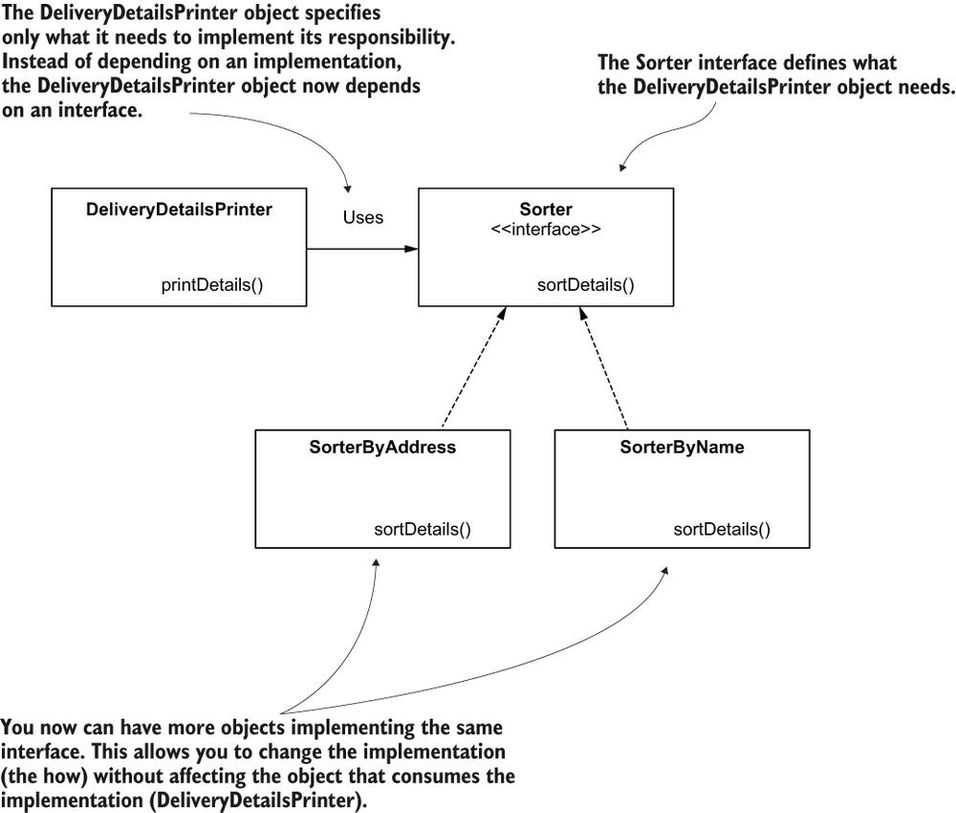 The DeliveryDetailsPrinter object specifies
only what it needs to implement its responsibility.
Instead of depending on an implementation,
the DeliveryDetailsPrinter object now depends
on an interface.
The Sorter interface defines what
the DeliveryDetailsPrinter object needs.
DeliveryDetailsPrinter
printDetails()
Uses
Sorter
<<interface>>
sortDetails()
SorterByAddress
sortDetails()
SorterByName
sortDetails()
You now can have more objects implementing the same
interface. This allows you to change the implementation
(the how) without affecting the object that consumes the
implementation (DeliveryDetailsPrinter).